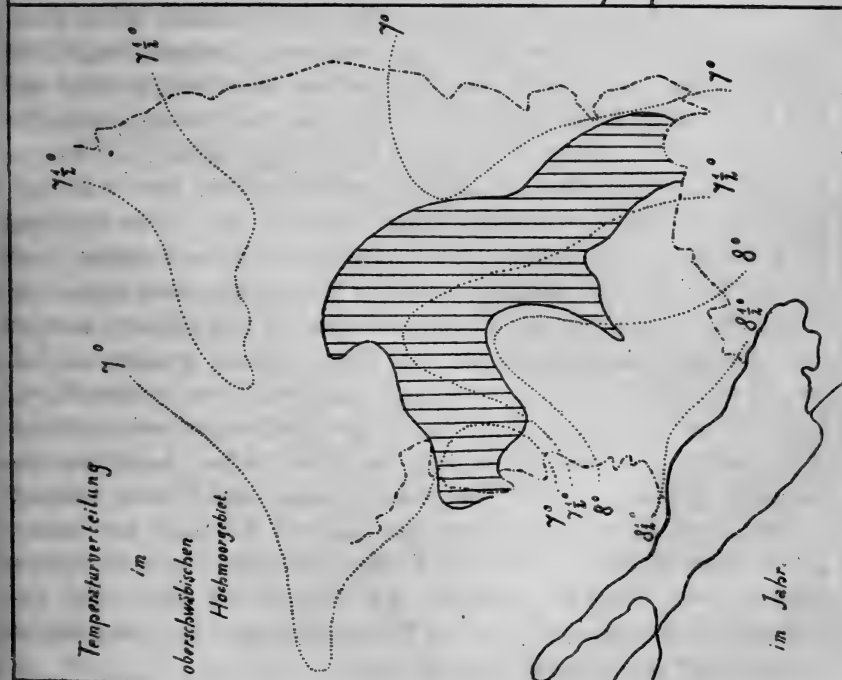 Temperaturverteilung
im
oberschwäbischen
Hochmoorgebiet.
7½°
7½°
7°
7°
7°
7½°
8°
8½°
7°
7½°
8°
8½°
im Jahr.